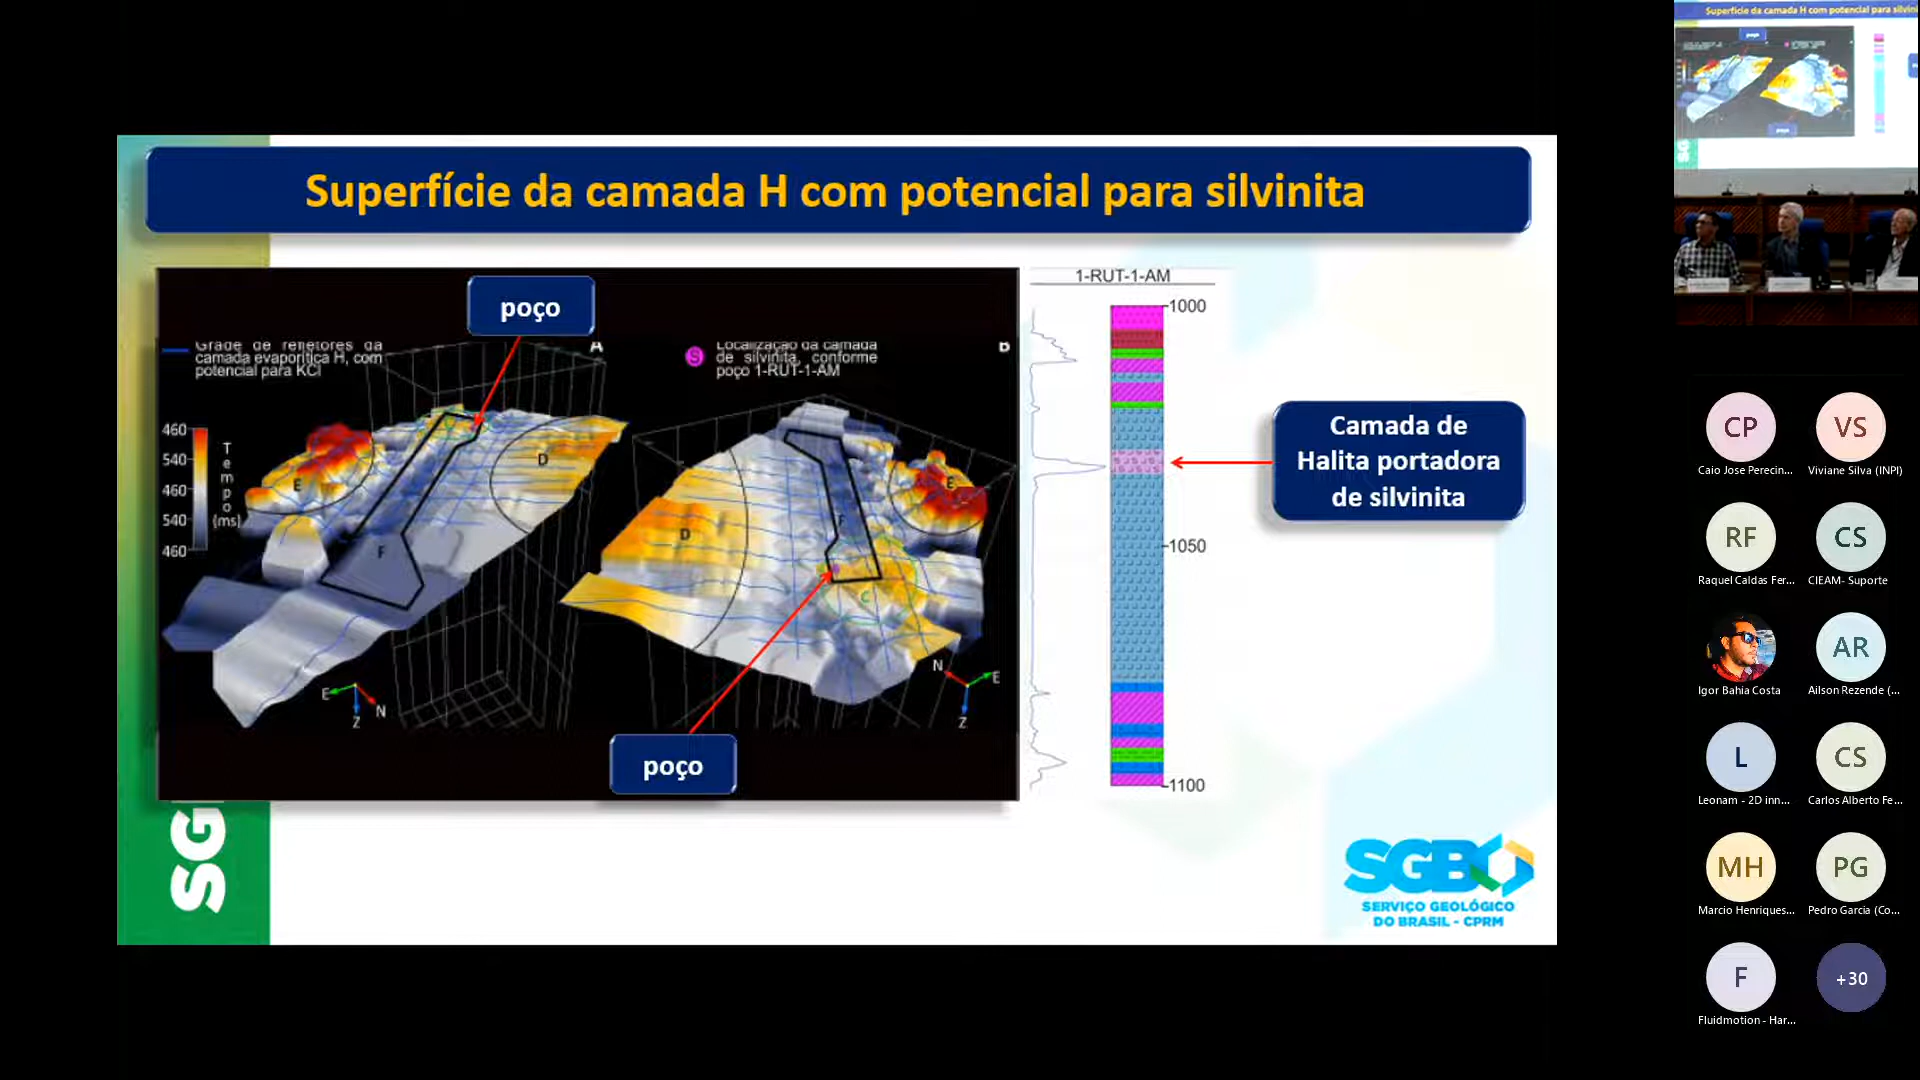 Superfície da camada H com potencial para silvinita
poço
Grade de refletores da
camada evaporítica H, com
potencial para KCl
A
S
Localização da camada
de silvinita, conforme
poço 1-RUT-1-AM
B
460
540
460
540
460
Tempo
(ms)
E
D
F
E
Z
N
D
E
F
C
N
E
Z
poço
1-RUT-1-AM
1000
1050
1100
Camada de
Halita portadora
de silvinita
SG
SGB
SERVIÇO GEOLÓGICO
DO BRASIL - CPRM
Superfície da camada H com potencial para silvini
poço
poço
SG
CP
VS
Caio Jose Perecin...
Viviane Silva (INPI)
RF
CS
Raquel Caldas Fer...
CIEAM- Suporte
AR
Igor Bahia Costa
Ailson Rezende (...
L
CS
Leonam - 2D inn...
Carlos Alberto Fe...
MH
PG
Marcio Henriques...
Pedro Garcia (Co...
F
+30
Fluidmotion - Har...